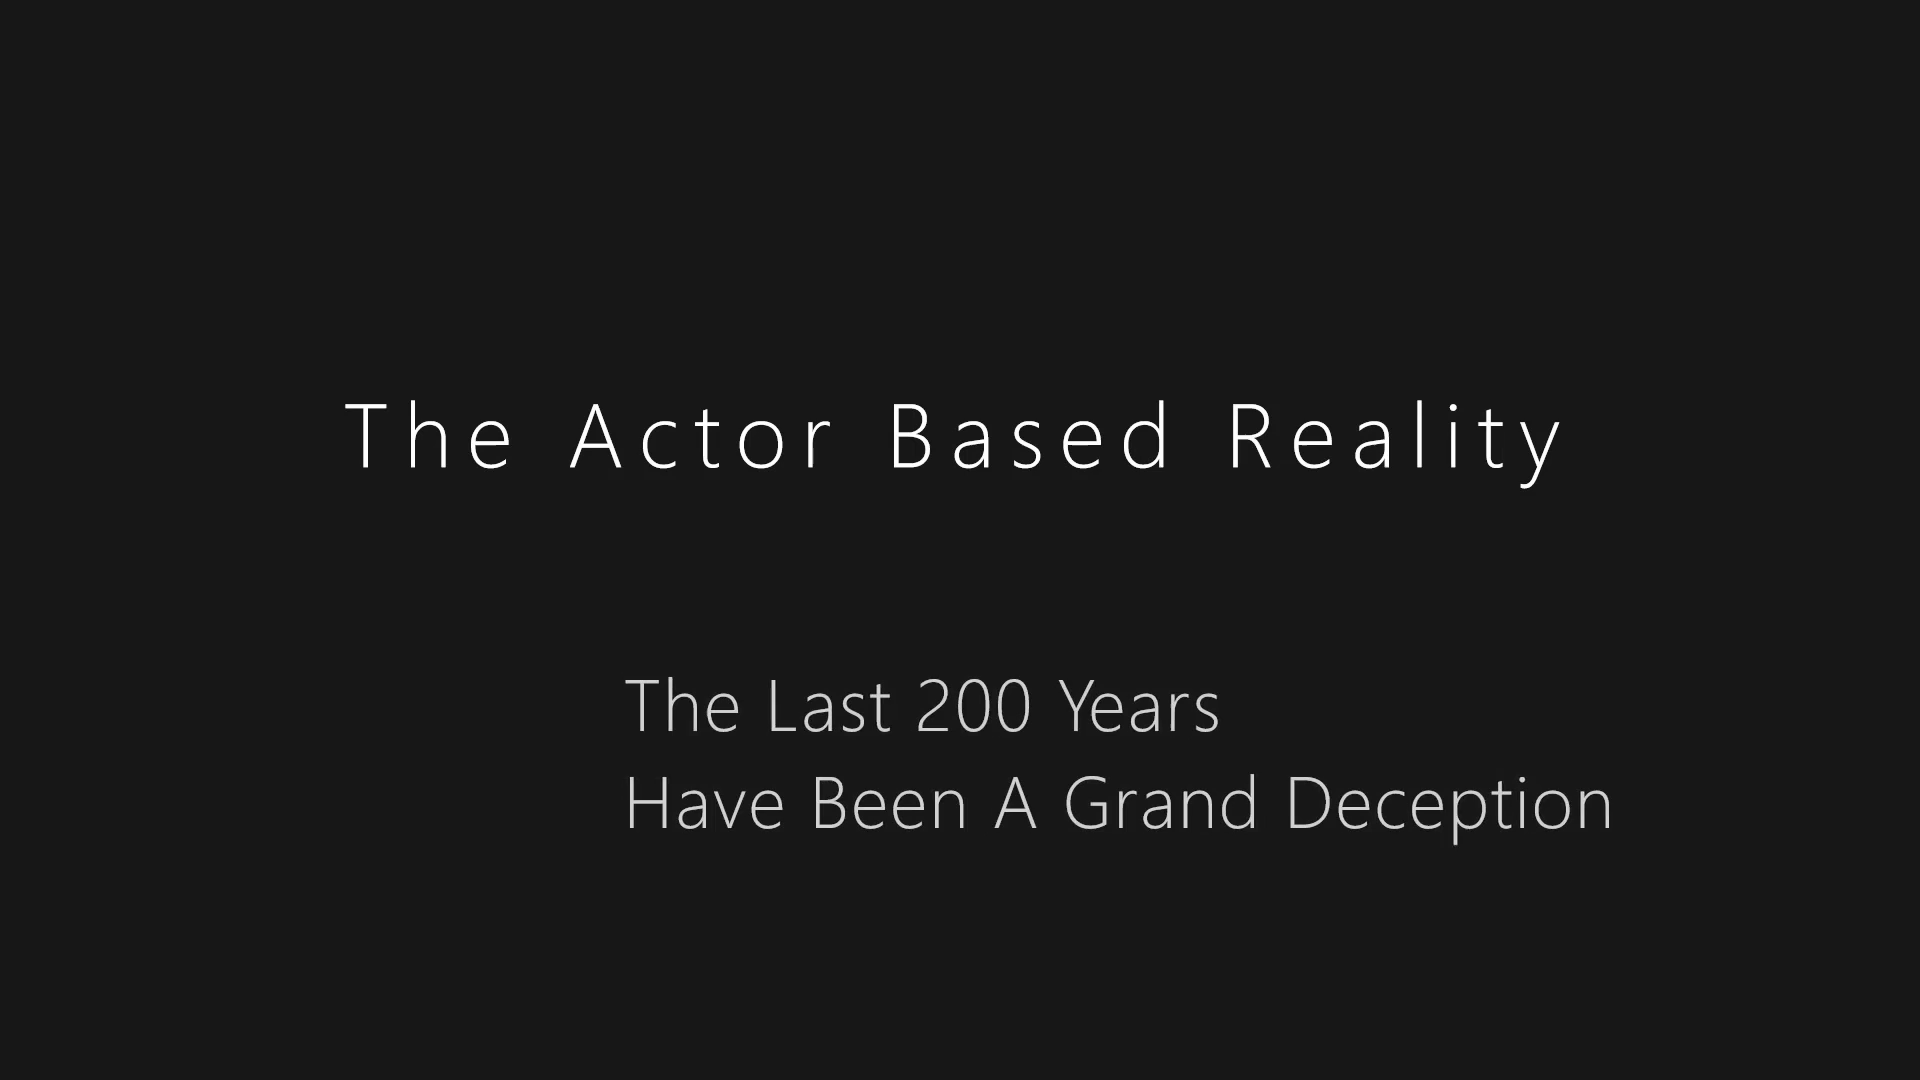 The Actor Based Reality
The Last 200 Years
Have Been A Grand Deception